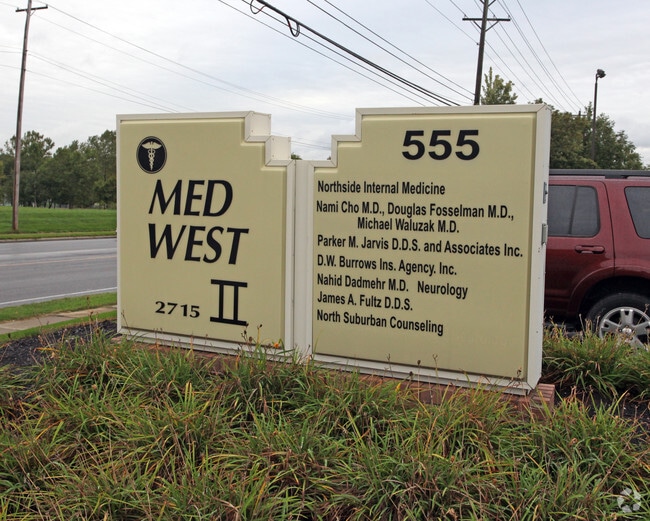 MED
WEST
2715 II
555
Northside Internal Medicine
Nami Cho M.D., Douglas Fosselman M.D.,
Michael Waluzak M.D.
Parker M. Jarvis D.D.S. and Associates Inc.
D.W. Burrows Ins. Agency. Inc.
Nahid Dadmehr M.D. Neurology
James A. Fultz D.D.S.
North Suburban Counseling